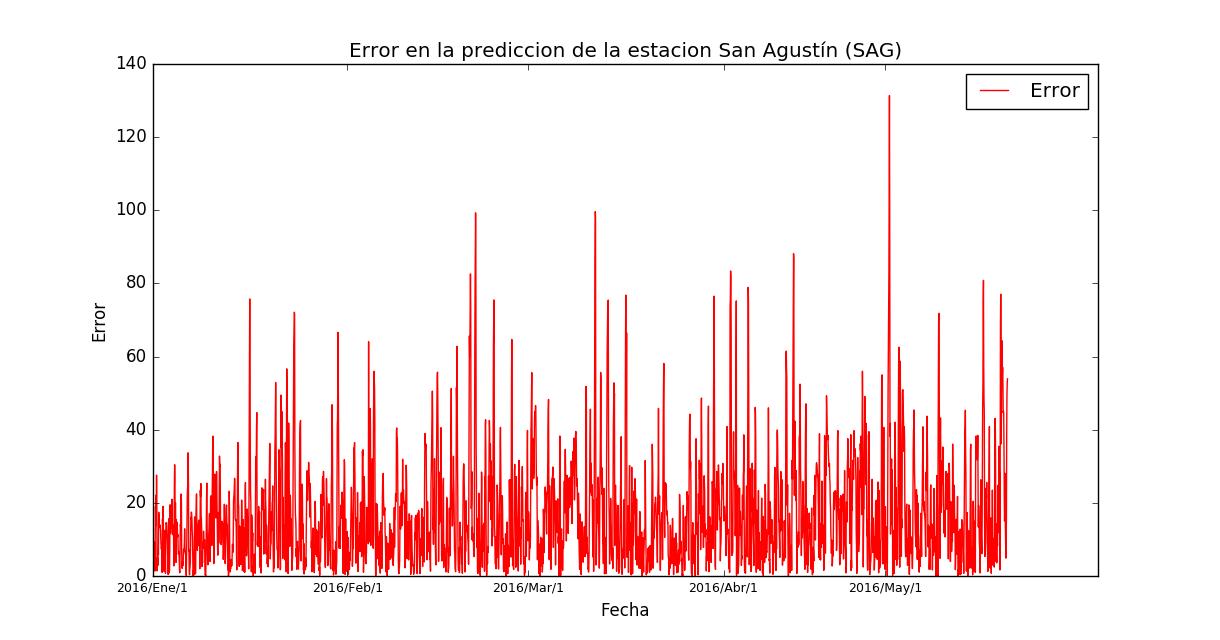 Error en la prediccion de la estacion San Agustín (SAG)
140
120
100
80
60
40
20
0
Error
Error
2016/Ene/1
2016/Feb/1
2016/Mar/1
2016/Abr/1
2016/May/1
Fecha